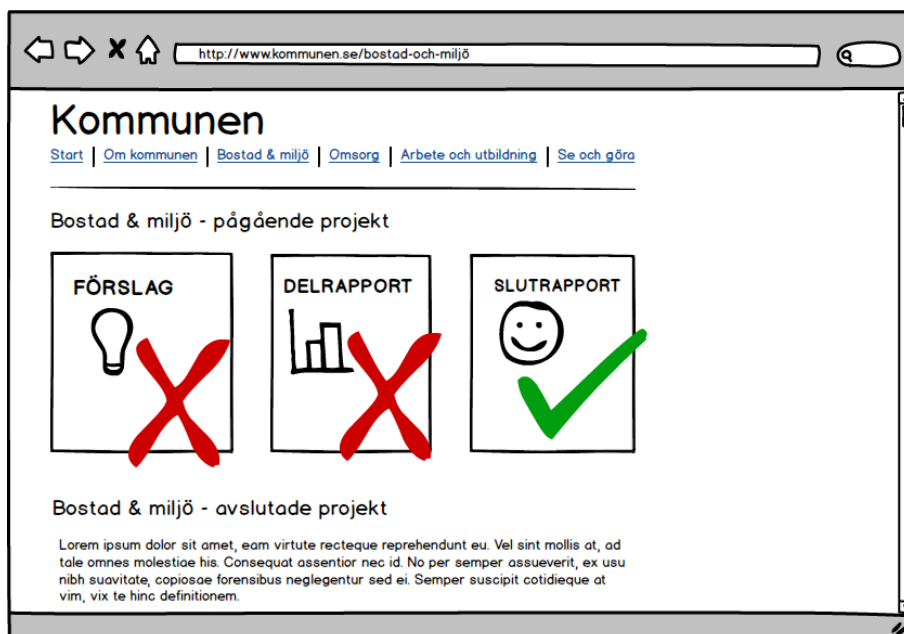 http://www.kommunen.se/bostad-och-miljö
Kommunen
Start | Om kommunen | Bostad & miljö | Omsorg | Arbete och utbildning | Se och göra
Bostad & miljö - pågående projekt
FÖRSLAG
DELRAPPORT
SLUTRAPPORT
Bostad & miljö - avslutade projekt
Lorem ipsum dolor sit amet, eam virtute recteque reprehendunt eu. Vel sint mollis at, ad
tale omnes molestiae his. Consequat assentior nec id. No per semper assueverit, ex usu
nibh suavitate, copiosae forensibus neglegentur sed ei. Semper suscipit cotidieque at
vim, vix te hinc definitionem.